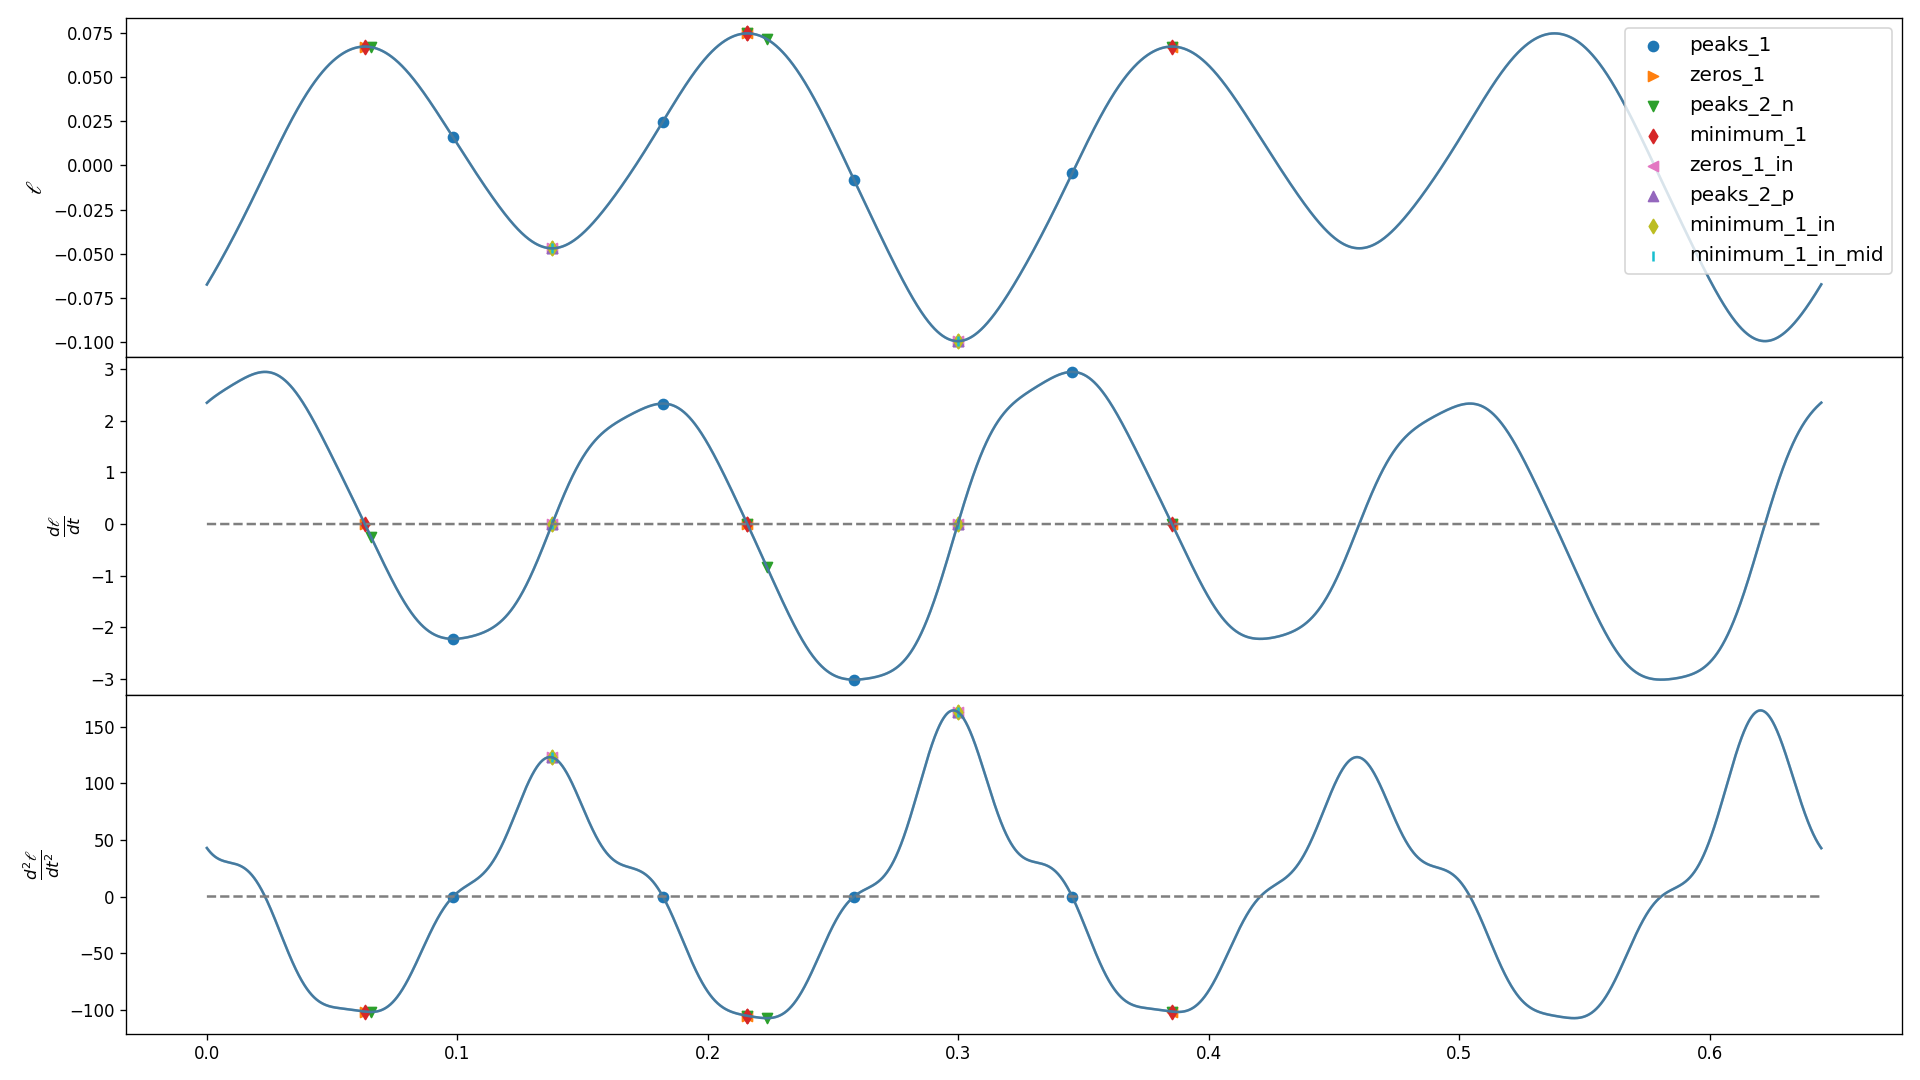 0.075
0.050
0.025
0.000
−0.025
−0.050
−0.075
−0.100
ℓ
peaks_1
zeros_1
peaks_2_n
minimum_1
zeros_1_in
peaks_2_p
minimum_1_in
minimum_1_in_mid
3
2
1
0
−1
−2
−3
dℓ
dt
150
100
50
0
−50
−100
d²ℓ
dt²
0.0 0.1 0.2 0.3 0.4 0.5 0.6